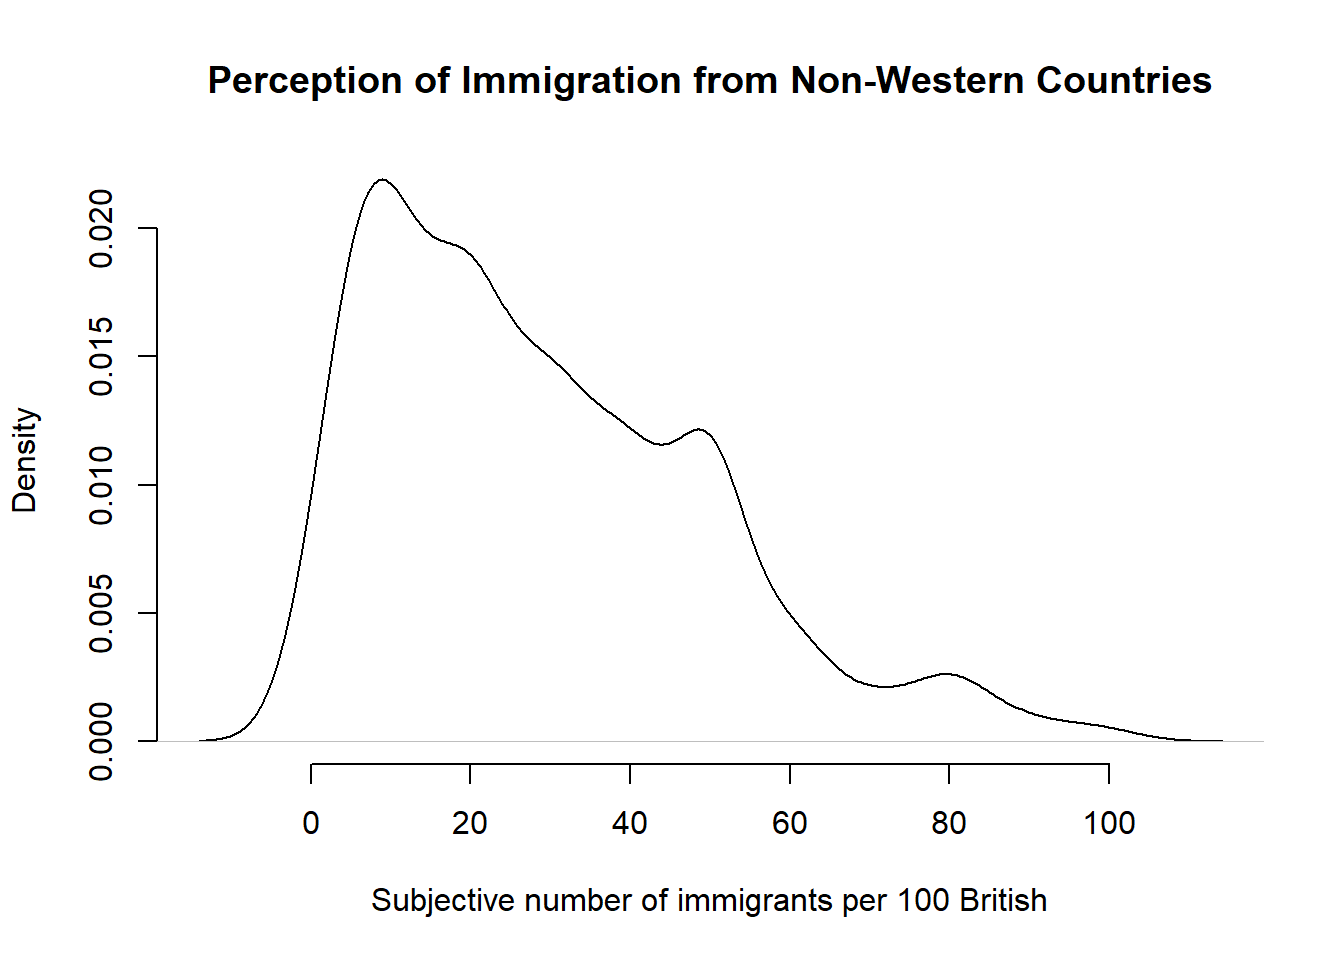 Perception of Immigration from Non-Western Countries
Density
0.020
0.015
0.010
0.005
0.000
0 20 40 60 80 100
Subjective number of immigrants per 100 British